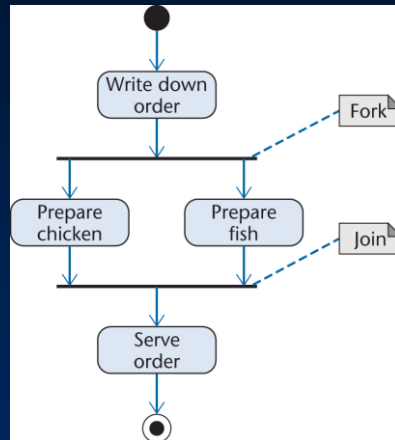 Write down
order
Fork
Prepare
chicken
Prepare
fish
Join
Serve
order